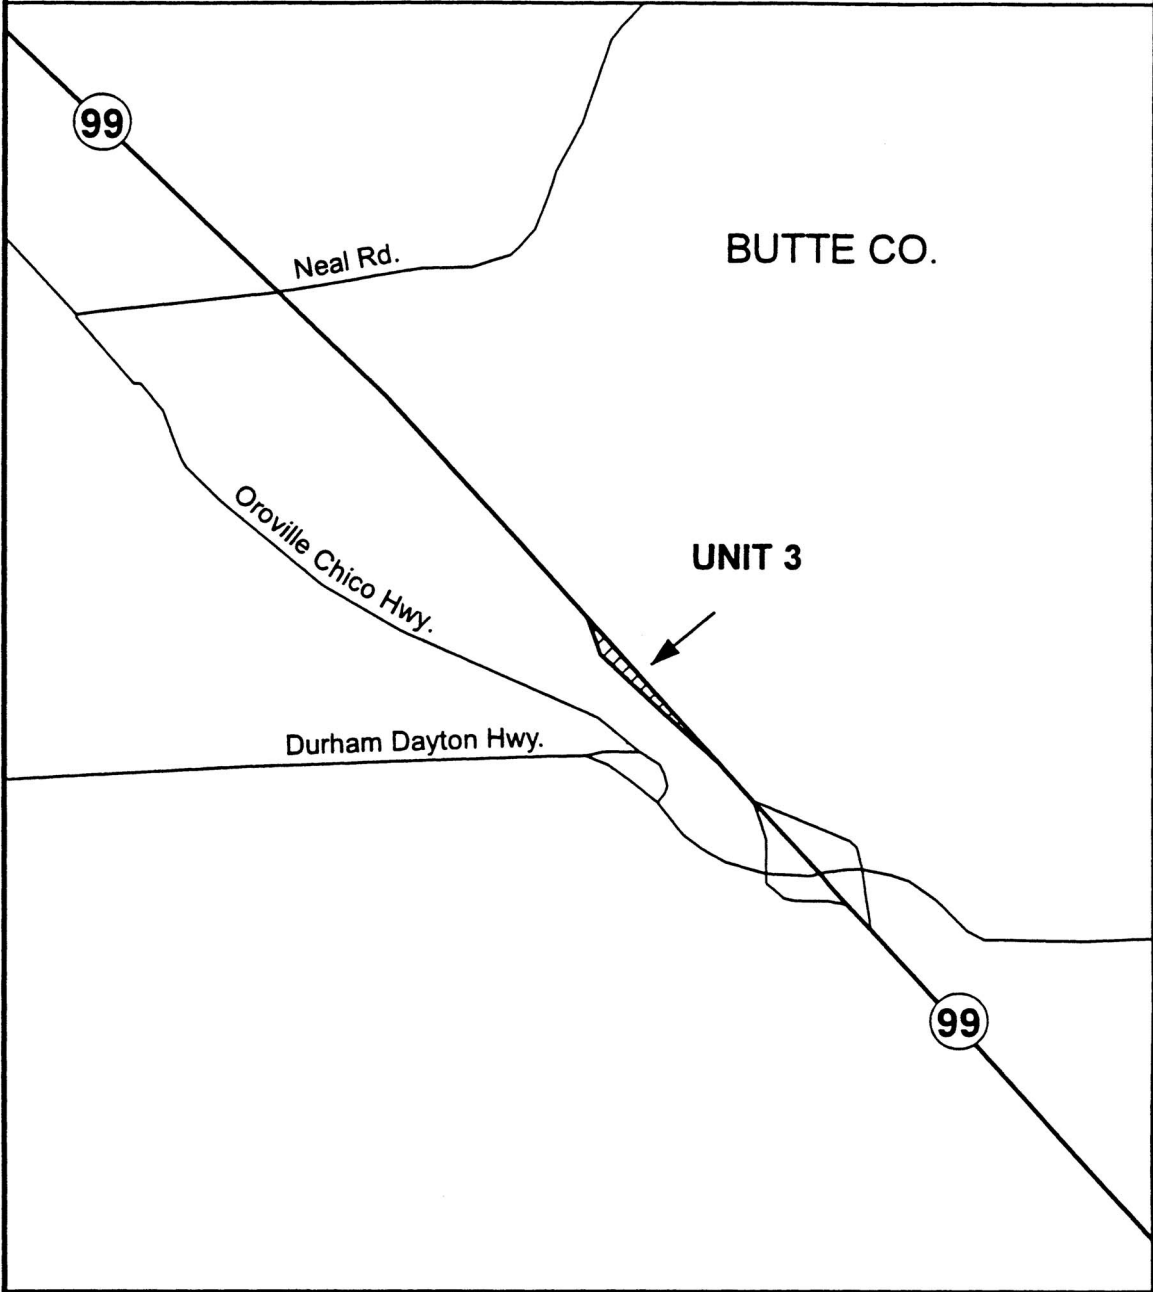 99
BUTTE CO.
Neal Rd.
Oroville Chico Hwy.
UNIT 3
Durham Dayton Hwy.
99